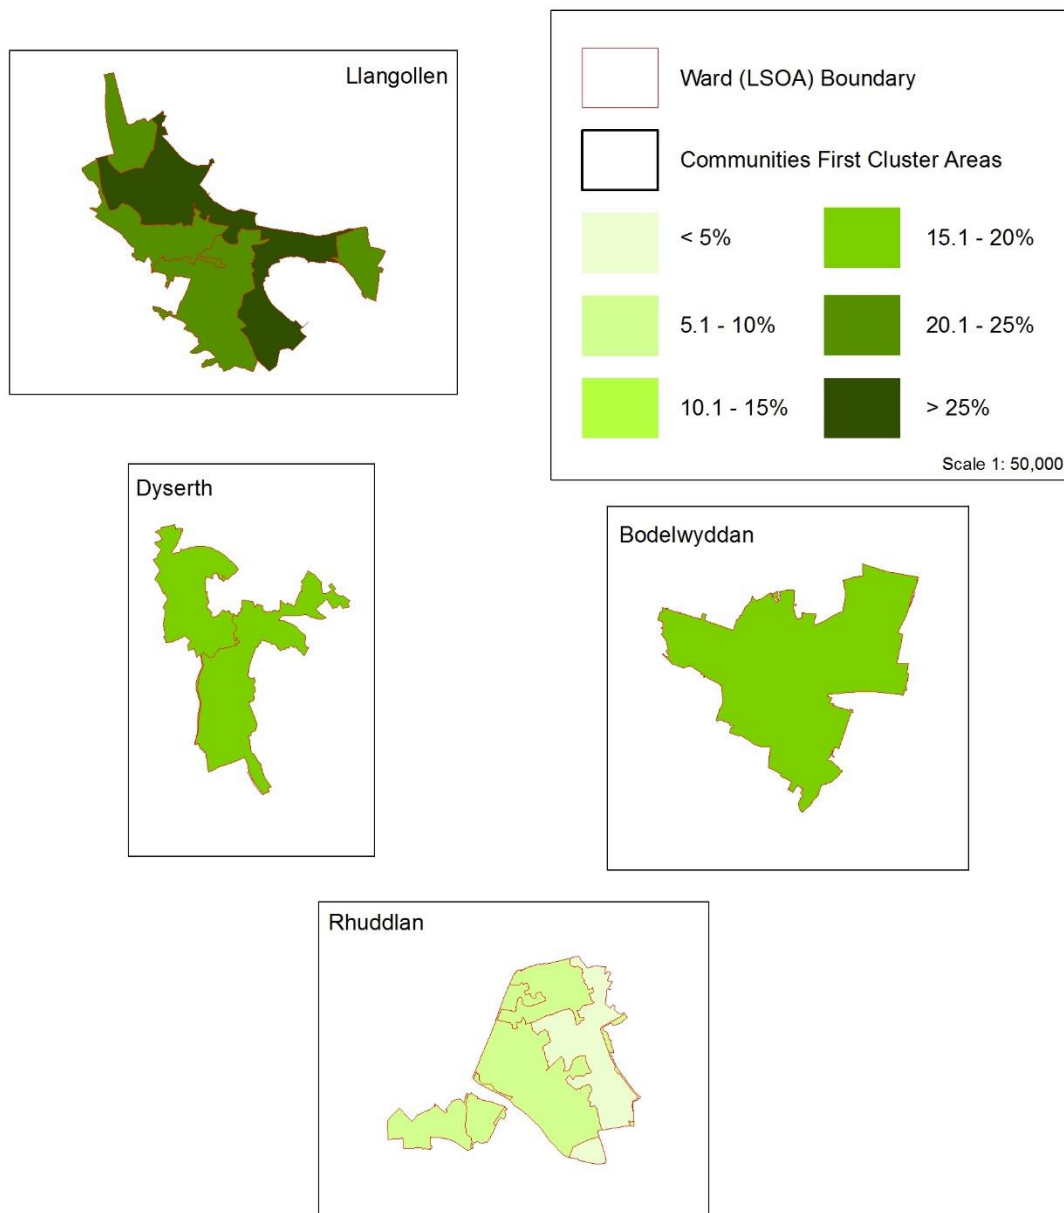 Llangollen
Ward (LSOA) Boundary
Communities First Cluster Areas
< 5%
15.1 - 20%
5.1 - 10%
20.1 - 25%
10.1 - 15%
> 25%
Scale 1: 50,000
Dyserth
Bodelwyddan
Rhuddlan